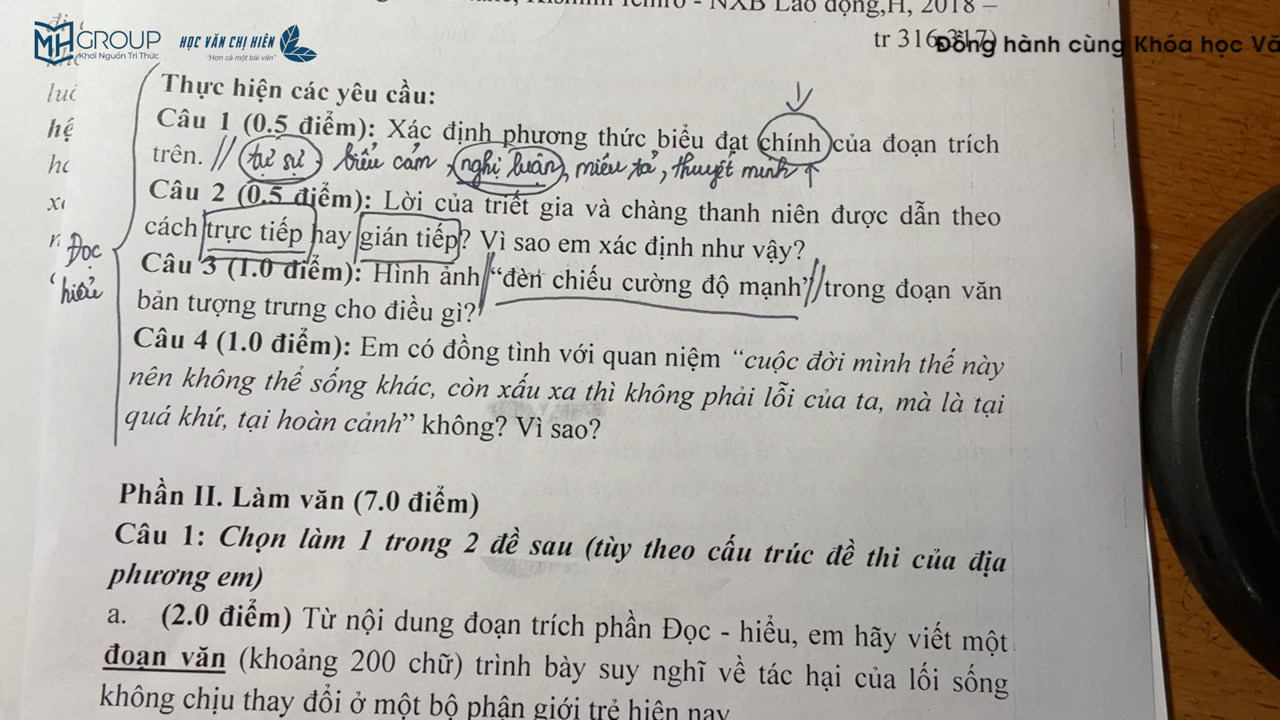 MH GROUP
Khơi Nguồn Tri Thức
HỌC VĂN CHỊ HIÊN
"Hơn cả một bài văn"
- NXB Lao động,H, 2018 –
tr 316-317)
Đồng hành cùng Khóa học Vă
Thực hiện các yêu cầu:
Câu 1 (0.5 điểm): Xác định phương thức biểu đạt chính của đoạn trích
trên. // tự sự, biểu cảm, nghị luận, miêu tả, thuyết minh
Câu 2 (0.5 điểm): Lời của triết gia và chàng thanh niên được dẫn theo
cách trực tiếp hay gián tiếp? Vì sao em xác định như vậy?
Câu 3 (1.0 điểm): Hình ảnh “đèn chiếu cường độ mạnh” trong đoạn văn
bản tượng trưng cho điều gì?
Đọc
hiểu
Câu 4 (1.0 điểm): Em có đồng tình với quan niệm “cuộc đời mình thế này
nên không thể sống khác, còn xấu xa thì không phải lỗi của ta, mà là tại
quá khứ, tại hoàn cảnh” không? Vì sao?
Phần II. Làm văn (7.0 điểm)
Câu 1: Chọn làm 1 trong 2 đề sau (tùy theo cấu trúc đề thi của địa
phương em)
a. (2.0 điểm) Từ nội dung đoạn trích phần Đọc - hiểu, em hãy viết một
đoạn văn (khoảng 200 chữ) trình bày suy nghĩ về tác hại của lối sống
không chịu thay đổi ở một bộ phận giới trẻ hiện nay